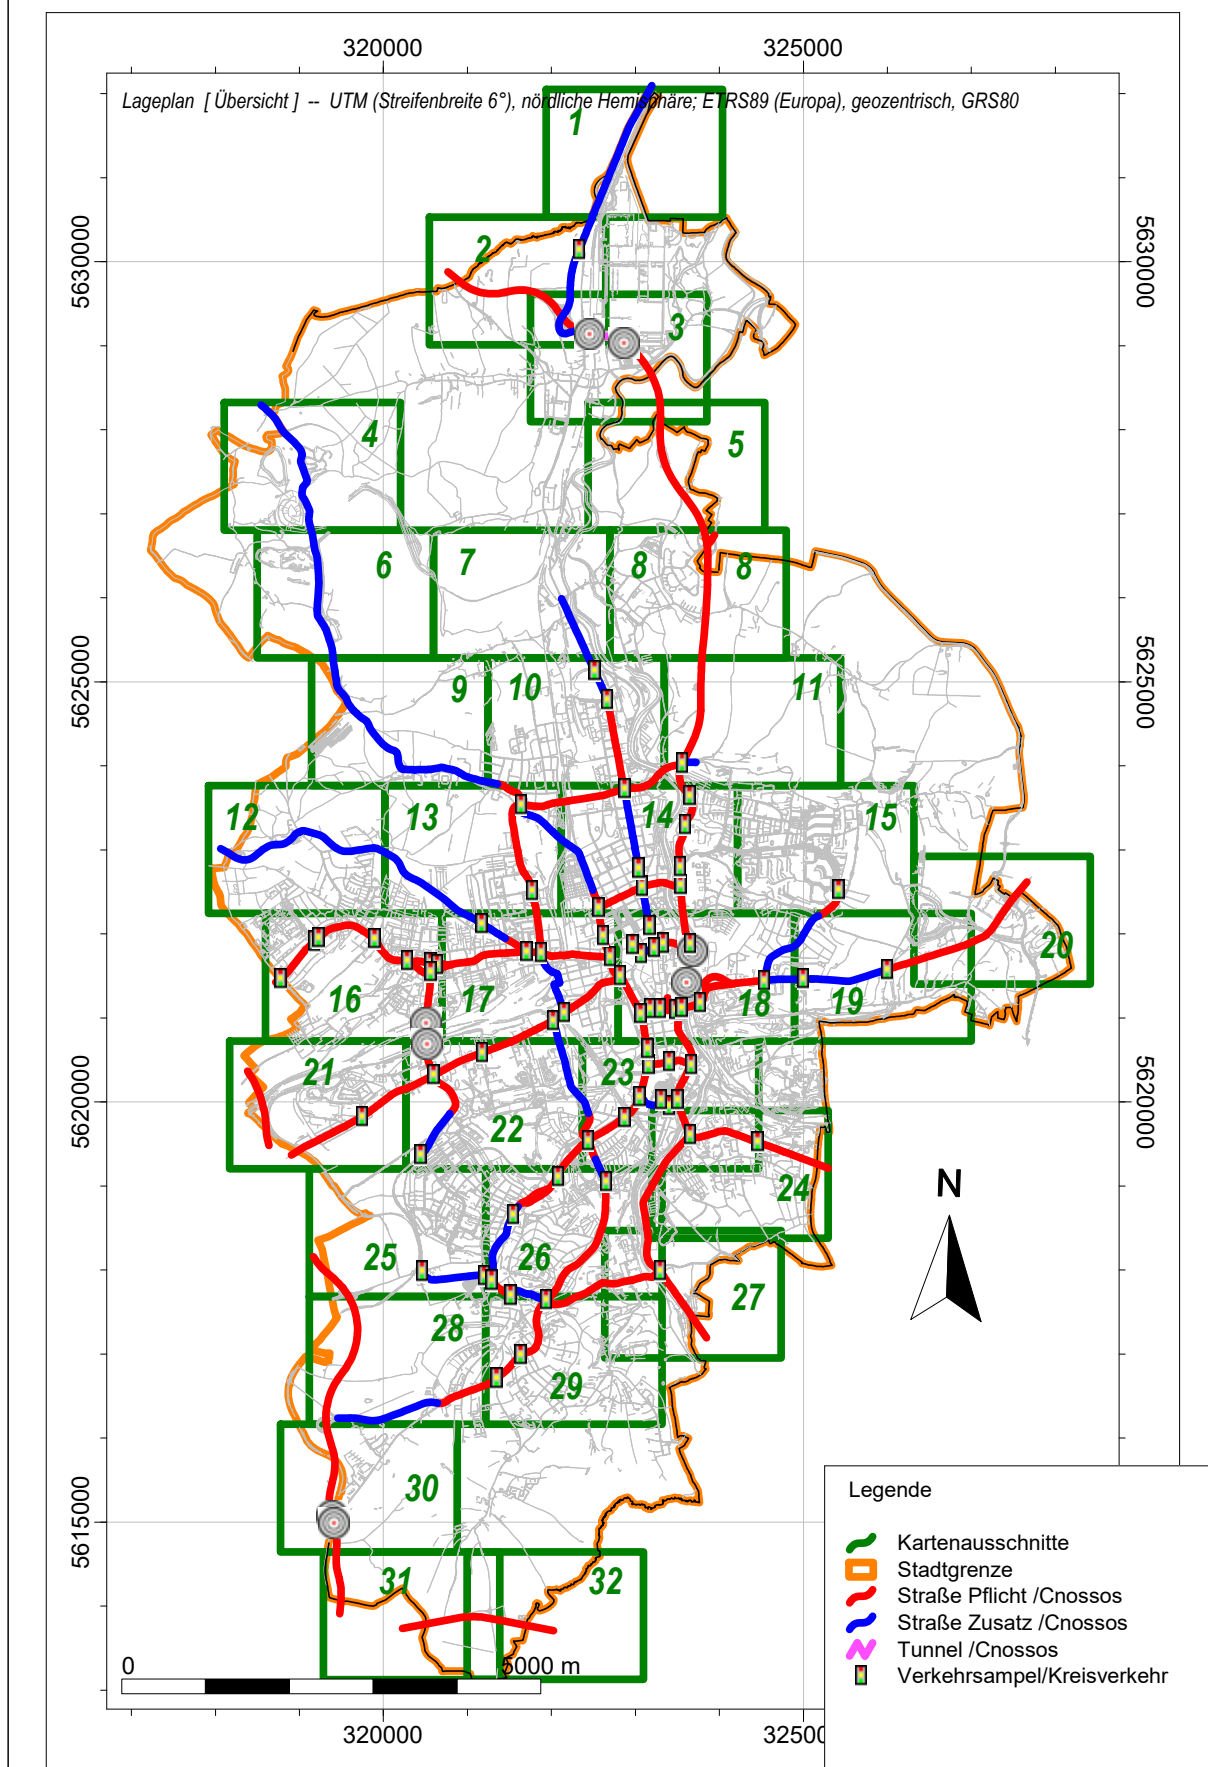 320000 325000
Lageplan [ Übersicht ] -- UTM (Streifenbreite 6°), nördliche Hemisphäre; ETRS89 (Europa), geozentrisch, GRS80
1
2
5630000 5630000
3
4
5
6 7 8 8
5625000 5625000
9 10 11
12 13 14 15
20
16 17 18 19
21 23
5620000 5620000
22
24
25 26
27
28
29
30
5615000
31 32
0 5000 m
320000 325000
N
Legende
Kartenausschnitte
Stadtgrenze
Straße Pflicht /Cnossos
Straße Zusatz /Cnossos
Tunnel /Cnossos
Verkehrsampel/Kreisverkehr